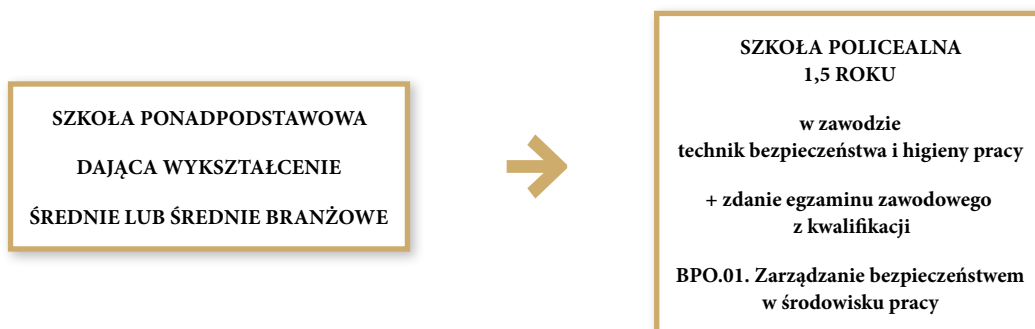 SZKOŁA PONADPODSTAWOWA
DAJĄCA WYKSZTAŁCENIE
ŚREDNIE LUB ŚREDNIE BRANŻOWE
SZKOŁA POLICEALNA
1,5 ROKU
w zawodzie
technik bezpieczeństwa i higieny pracy
+ zdanie egzaminu zawodowego
z kwalifikacji
BPO.01. Zarządzanie bezpieczeństwem
w środowisku pracy